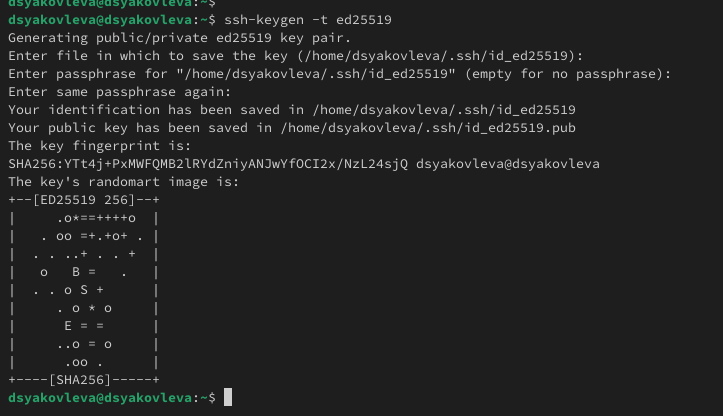 dsyakovleva@dsyakovleva:~$
dsyakovleva@dsyakovleva:~$ ssh-keygen -t ed25519
Generating public/private ed25519 key pair.
Enter file in which to save the key (/home/dsyakovleva/.ssh/id_ed25519):
Enter passphrase for "/home/dsyakovleva/.ssh/id_ed25519" (empty for no passphrase):
Enter same passphrase again:
Your identification has been saved in /home/dsyakovleva/.ssh/id_ed25519
Your public key has been saved in /home/dsyakovleva/.ssh/id_ed25519.pub
The key fingerprint is:
SHA256:YTt4j+PxMWFQMB2lRYdZniyANJwYfOCI2x/NzL24sjQ dsyakovleva@dsyakovleva
The key's randomart image is:
+--[ED25519 256]--+
|     .o*==++++o  |
|   . oo =+.+o+ . |
|  . . ..+ . . +  |
|   o   B =   .   |
|  . . o S +      |
|     . o * o     |
|      E = =      |
|     ..o = o     |
|      .oo .      |
+----[SHA256]-----+
dsyakovleva@dsyakovleva:~$